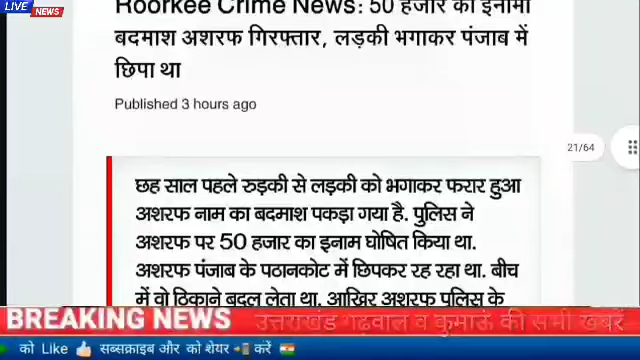 LIVE
NEWS
Roorkee Crime News: 50 हजार का इनामी
बदमाश अशरफ गिरफ्तार, लड़की भगाकर पंजाब में
छिपा था
Published 3 hours ago
21/64
छह साल पहले रुड़की से लड़की को भगाकर फरार हुआ
अशरफ नाम का बदमाश पकड़ा गया है. पुलिस ने
अशरफ पर 50 हजार का इनाम घोषित किया था.
अशरफ पंजाब के पठानकोट में छिपकर रह रहा था. बीच
में वो ठिकाने बदल लेता था. आखिर अशरफ पुलिस के
BREAKING NEWS
उत्तराखंड गढ़वाल व कुमाऊं की सभी खबरें
को Like 👍 सब्सक्राइब और को शेयर 📲 करें 🇮🇳